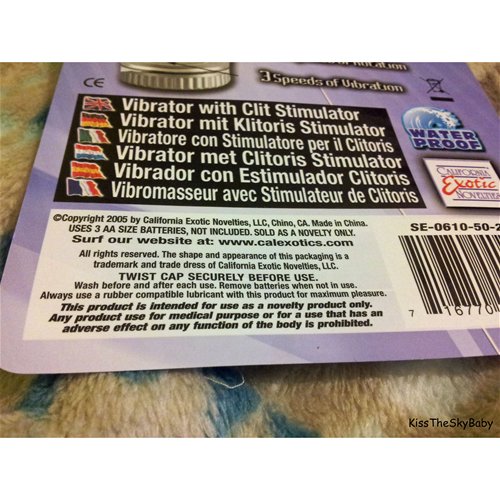 3 Speeds of Vibration
CE
Vibrator with Clit Stimulator
Vibrator mit Klitoris Stimulator
Vibratore con Stimulatore per il Clitoris
Vibrator met Clitoris Stimulator
Vibrador con Estimulador Clitoris
Vibromasseur avec Stimulateur de Clitoris
WATER
PROOF
CALIFORNIA
Exotic
NOVELTIES
©Copyright 2005 by California Exotic Novelties, LLC, Chino, CA. Made in China.
USES 3 AA SIZE BATTERIES, NOT INCLUDED. SOLD AS A NOVELTY ONLY.
Surf our website at: www.calexotics.com
All rights reserved. The shape and appearance of this packaging is a
trademark and trade dress of California Exotic Novelties, LLC
TWIST CAP SECURELY BEFORE USE.
Wash before and after each use. Remove batteries when not in use.
Always use a rubber compatible lubricant with this product for maximum pleasure.
This product is intended for use as a novelty product only.
Any product use for medical purpose or for a use that has an
adverse effect on any function of the body is prohibited.
SE-0610-50-2
7 16770
KissTheSkyBaby